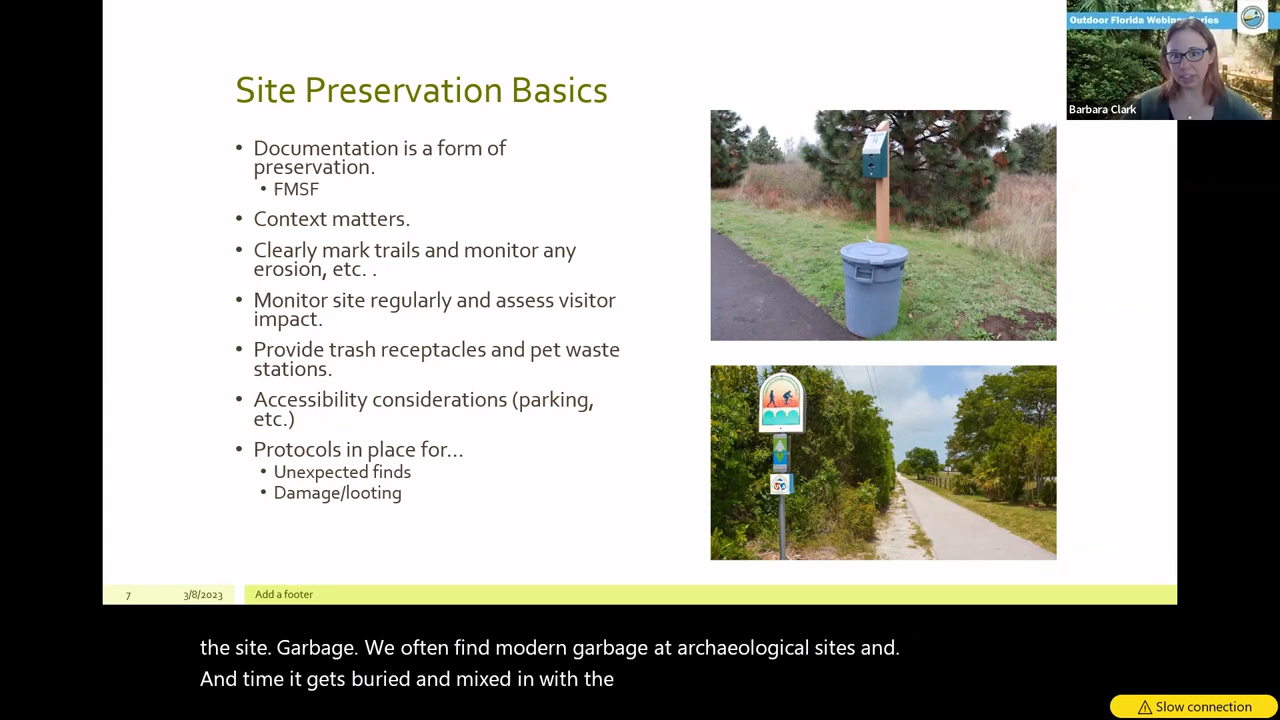 Outdoor Florida Webinar Series
Barbara Clark
Site Preservation Basics
• Documentation is a form of
preservation.
• FMSF
• Context matters.
• Clearly mark trails and monitor any
erosion, etc. .
• Monitor site regularly and assess visitor
impact.
• Provide trash receptacles and pet waste
stations.
• Accessibility considerations (parking,
etc.)
• Protocols in place for...
• Unexpected finds
• Damage/looting
7
3/8/2023
Add a footer
the site. Garbage. We often find modern garbage at archaeological sites and.
And time it gets buried and mixed in with the
Slow connection